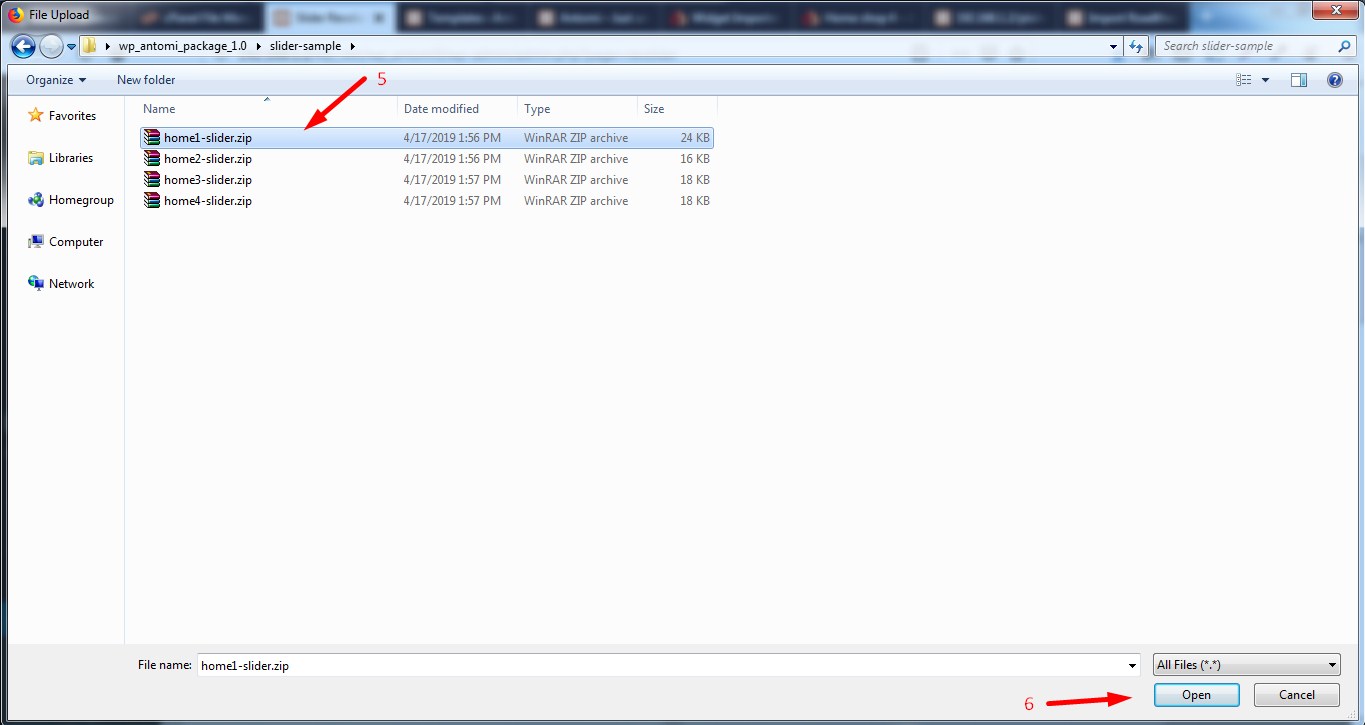 File Upload
wp_antomi_package_1.0 slider-sample
Search slider-sample
Organize New folder
5
Name Date modified Type Size
Favorites
Libraries
Homegroup
Computer
Network
home1-slider.zip 4/17/2019 1:56 PM WinRAR ZIP archive 24 KB
home2-slider.zip 4/17/2019 1:56 PM WinRAR ZIP archive 16 KB
home3-slider.zip 4/17/2019 1:57 PM WinRAR ZIP archive 18 KB
home4-slider.zip 4/17/2019 1:57 PM WinRAR ZIP archive 18 KB
File name: home1-slider.zip All Files (*.*)
6
Open Cancel